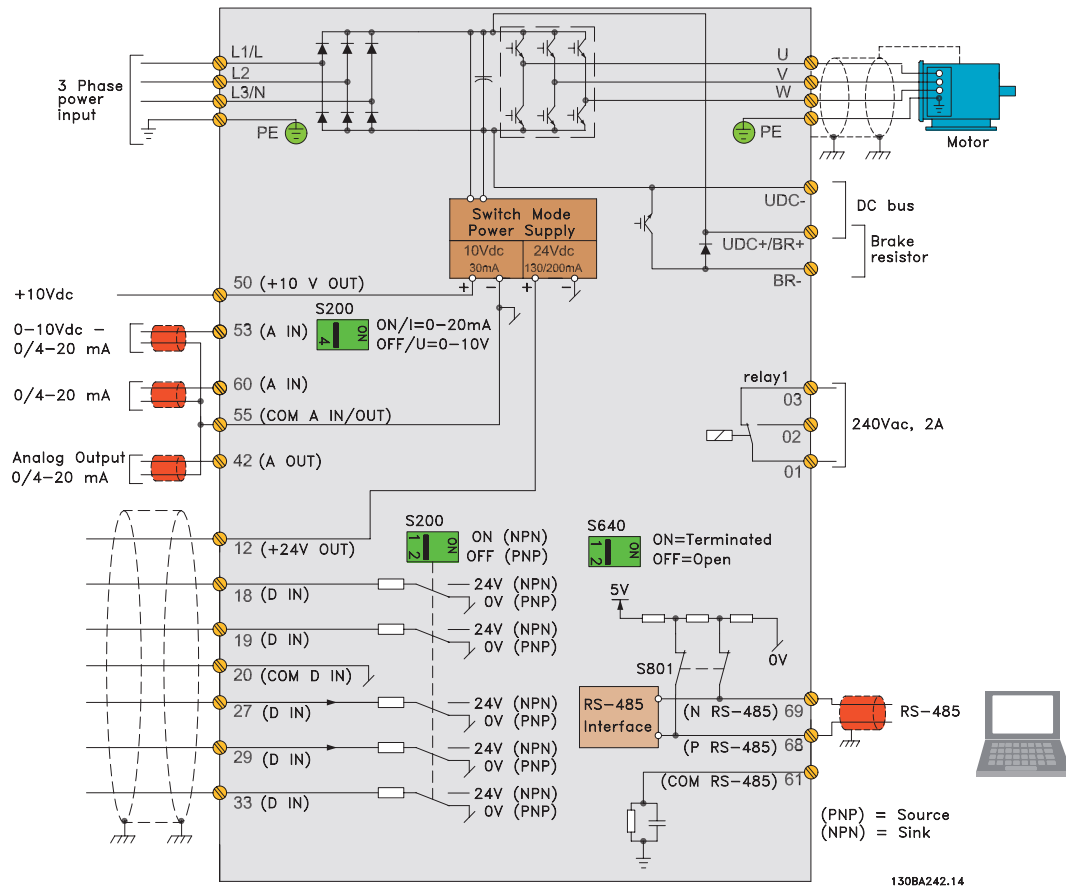 L1/L
L2
L3/N
3 Phase
power
input
PE
U
V
W
PE
Motor
UDC-
DC bus
UDC+/BR+
Brake
resistor
BR-
Switch Mode
Power Supply
10Vdc
30mA
24Vdc
130/200mA
+ − + −
+10Vdc
50 (+10 V OUT)
S200
ON
4
ON/I=0−20mA
OFF/U=0−10V
0−10Vdc −
0/4−20 mA
53 (A IN)
0/4−20 mA
60 (A IN)
55 (COM A IN/OUT)
Analog Output
0/4−20 mA
42 (A OUT)
relay1
03
02
01
240Vac, 2A
12 (+24V OUT)
S200
ON
1 2
ON (NPN)
OFF (PNP)
S640
ON
1 2
ON=Terminated
OFF=Open
18 (D IN)
24V (NPN)
0V (PNP)
19 (D IN)
24V (NPN)
0V (PNP)
20 (COM D IN)
27 (D IN)
24V (NPN)
0V (PNP)
29 (D IN)
24V (NPN)
0V (PNP)
33 (D IN)
24V (NPN)
0V (PNP)
5V
0V
S801
RS−485
Interface
(N RS−485) 69
RS−485
(P RS−485) 68
(COM RS−485) 61
(PNP) = Source
(NPN) = Sink
130BA242.14